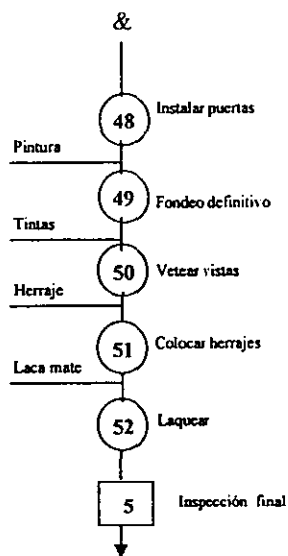 &
48 Instalar puertas
Pintura
49 Fondeo definitivo
Tintas
50 Vetear vistas
Herraje
51 Colocar herrajes
Laca mate
52 Laquear
5 Inspección final